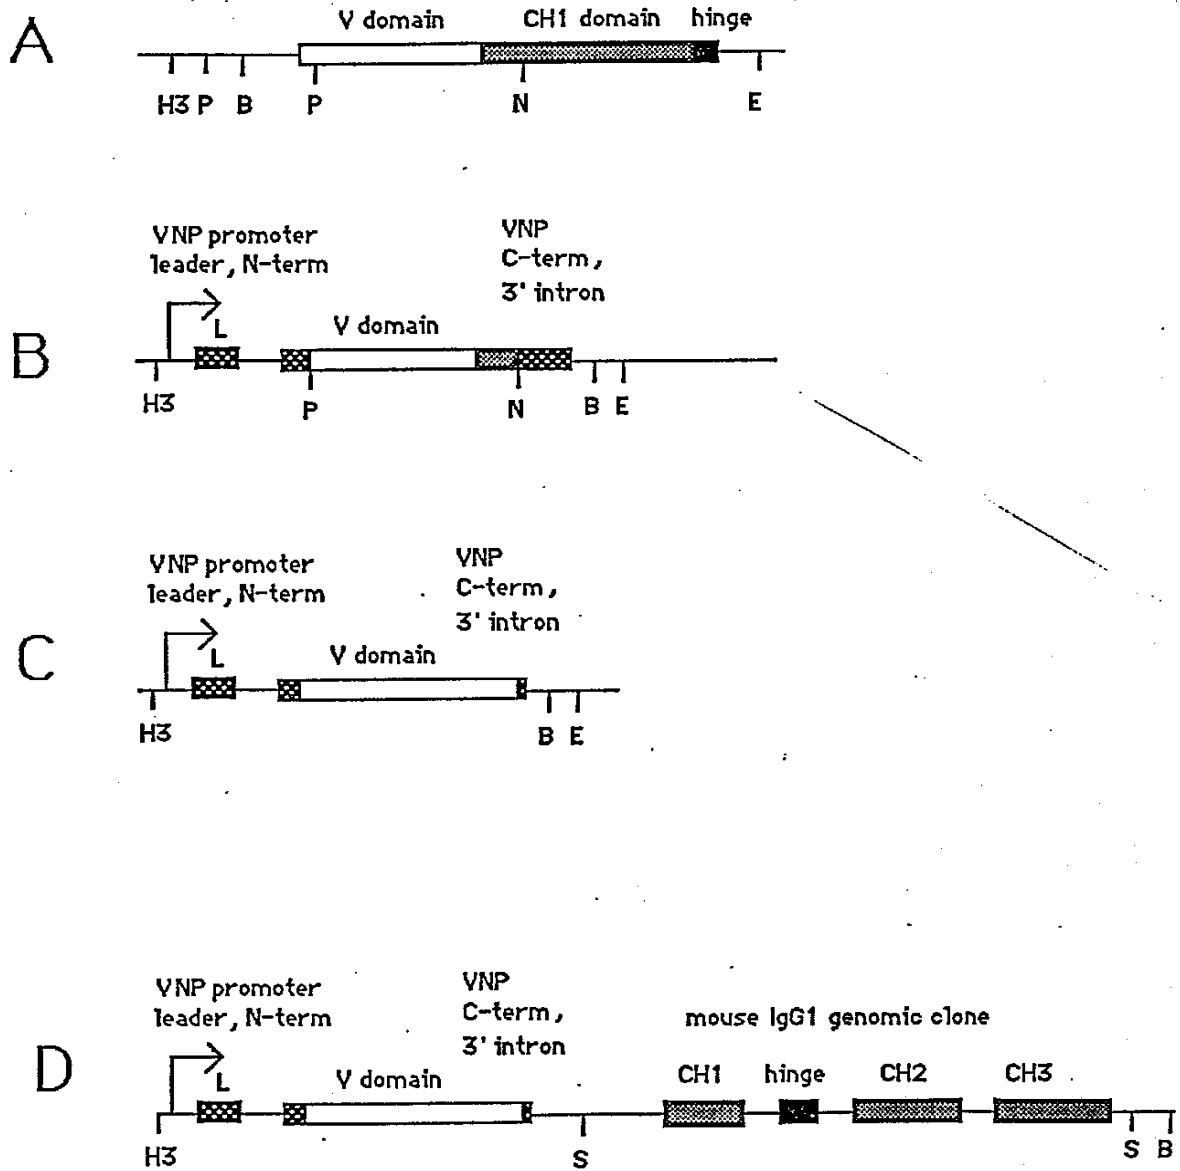 A
V domain CH1 domain hinge
H3 P B P N E
B
VNP promoter
leader, N-term
VNP
C-term,
3' intron
L
V domain
H3 P N B E
C
VNP promoter
leader, N-term
VNP
C-term,
3' intron
L
V domain
H3 B E
D
VNP promoter
leader, N-term
VNP
C-term,
3' intron
mouse IgG1 genomic clone
L
V domain
CH1 hinge CH2 CH3
H3 S S B